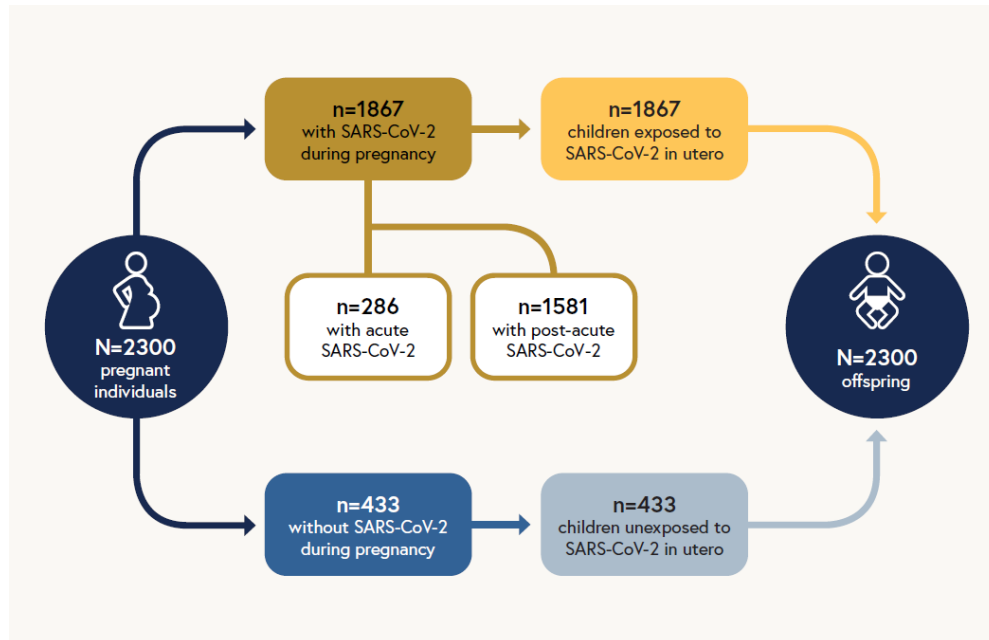 N=2300
pregnant
individuals
n=1867
with SARS-CoV-2
during pregnancy
n=1867
children exposed to
SARS-CoV-2 in utero
n=286
with acute
SARS-CoV-2
n=1581
with post-acute
SARS-CoV-2
n=433
without SARS-CoV-2
during pregnancy
n=433
children unexposed to
SARS-CoV-2 in utero
N=2300
offspring